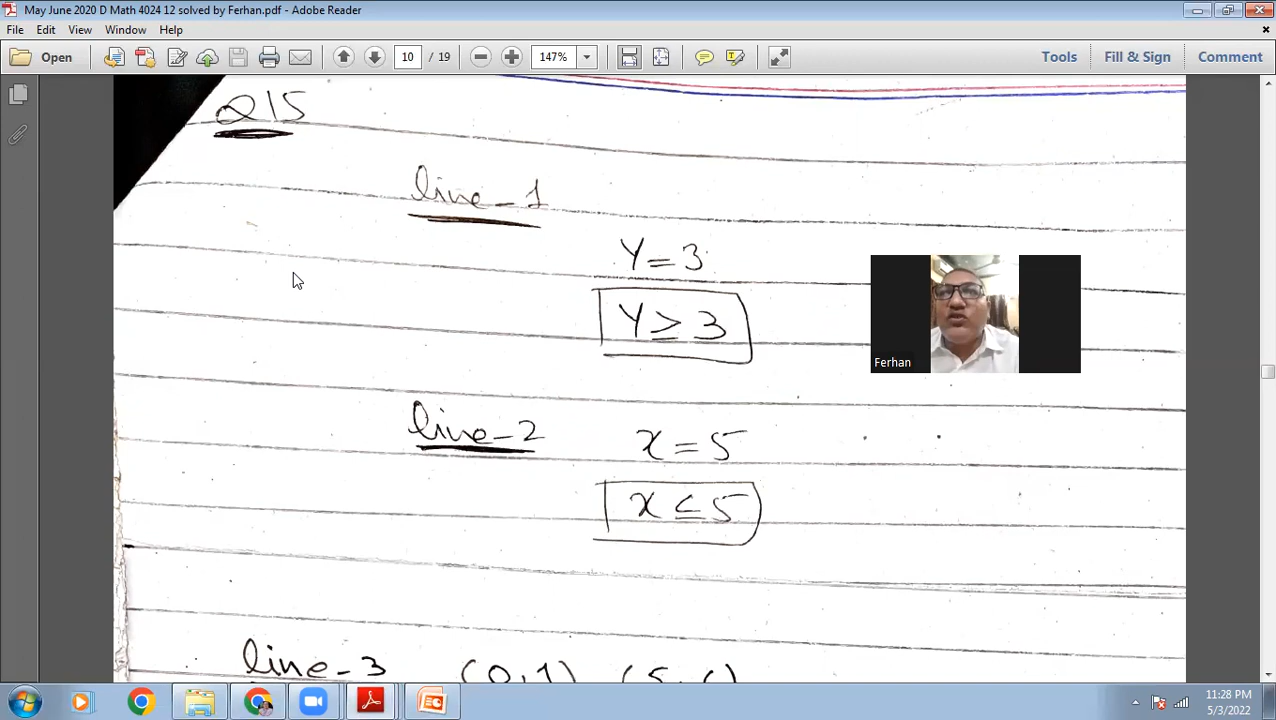 May June 2020 D Math 4024 12 solved by Ferhan.pdf - Adobe Reader
File Edit View Window Help
Open 10 / 19 147% Tools Fill & Sign Comment
Q15
line-1
Y=3
Y≥3
Ferhan
line-2 x=5
x≤5
line-3 (0,1)
11:28 PM
5/3/2022